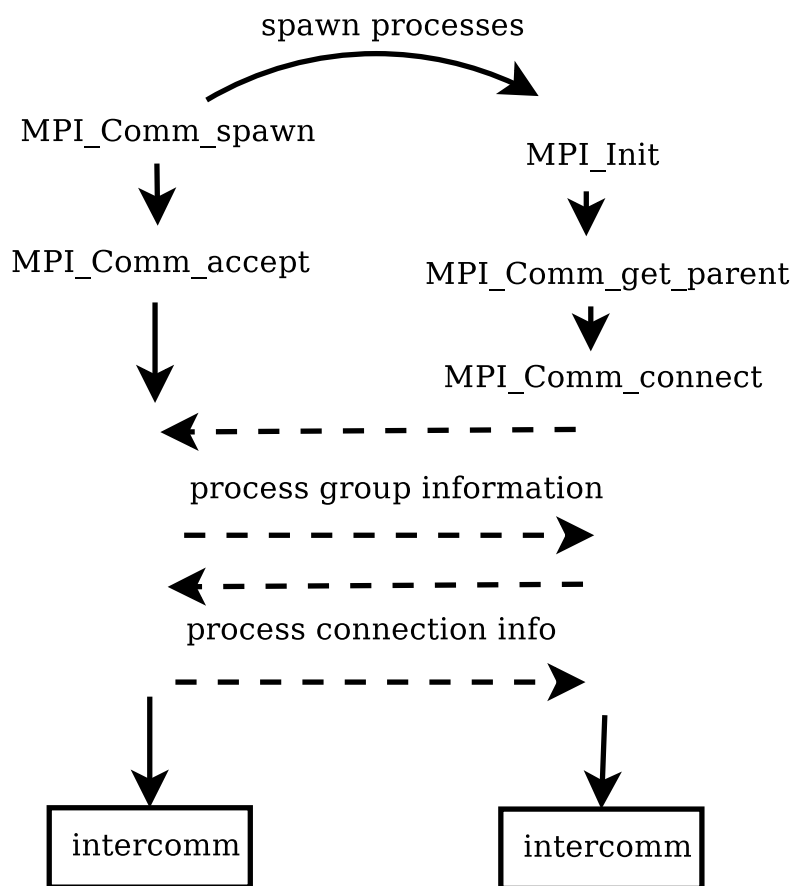 spawn processes
MPI_Comm_spawn
MPI_Init
MPI_Comm_accept
MPI_Comm_get_parent
MPI_Comm_connect
process group information
process connection info
intercomm
intercomm